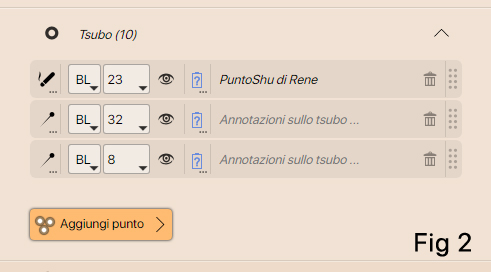 Tsubo (10)
BL 23 ? PuntoShu di Rene
BL 32 ? Annotazioni sullo tsubo ...
BL 8 ? Annotazioni sullo tsubo ...
Aggiungi punto
Fig 2